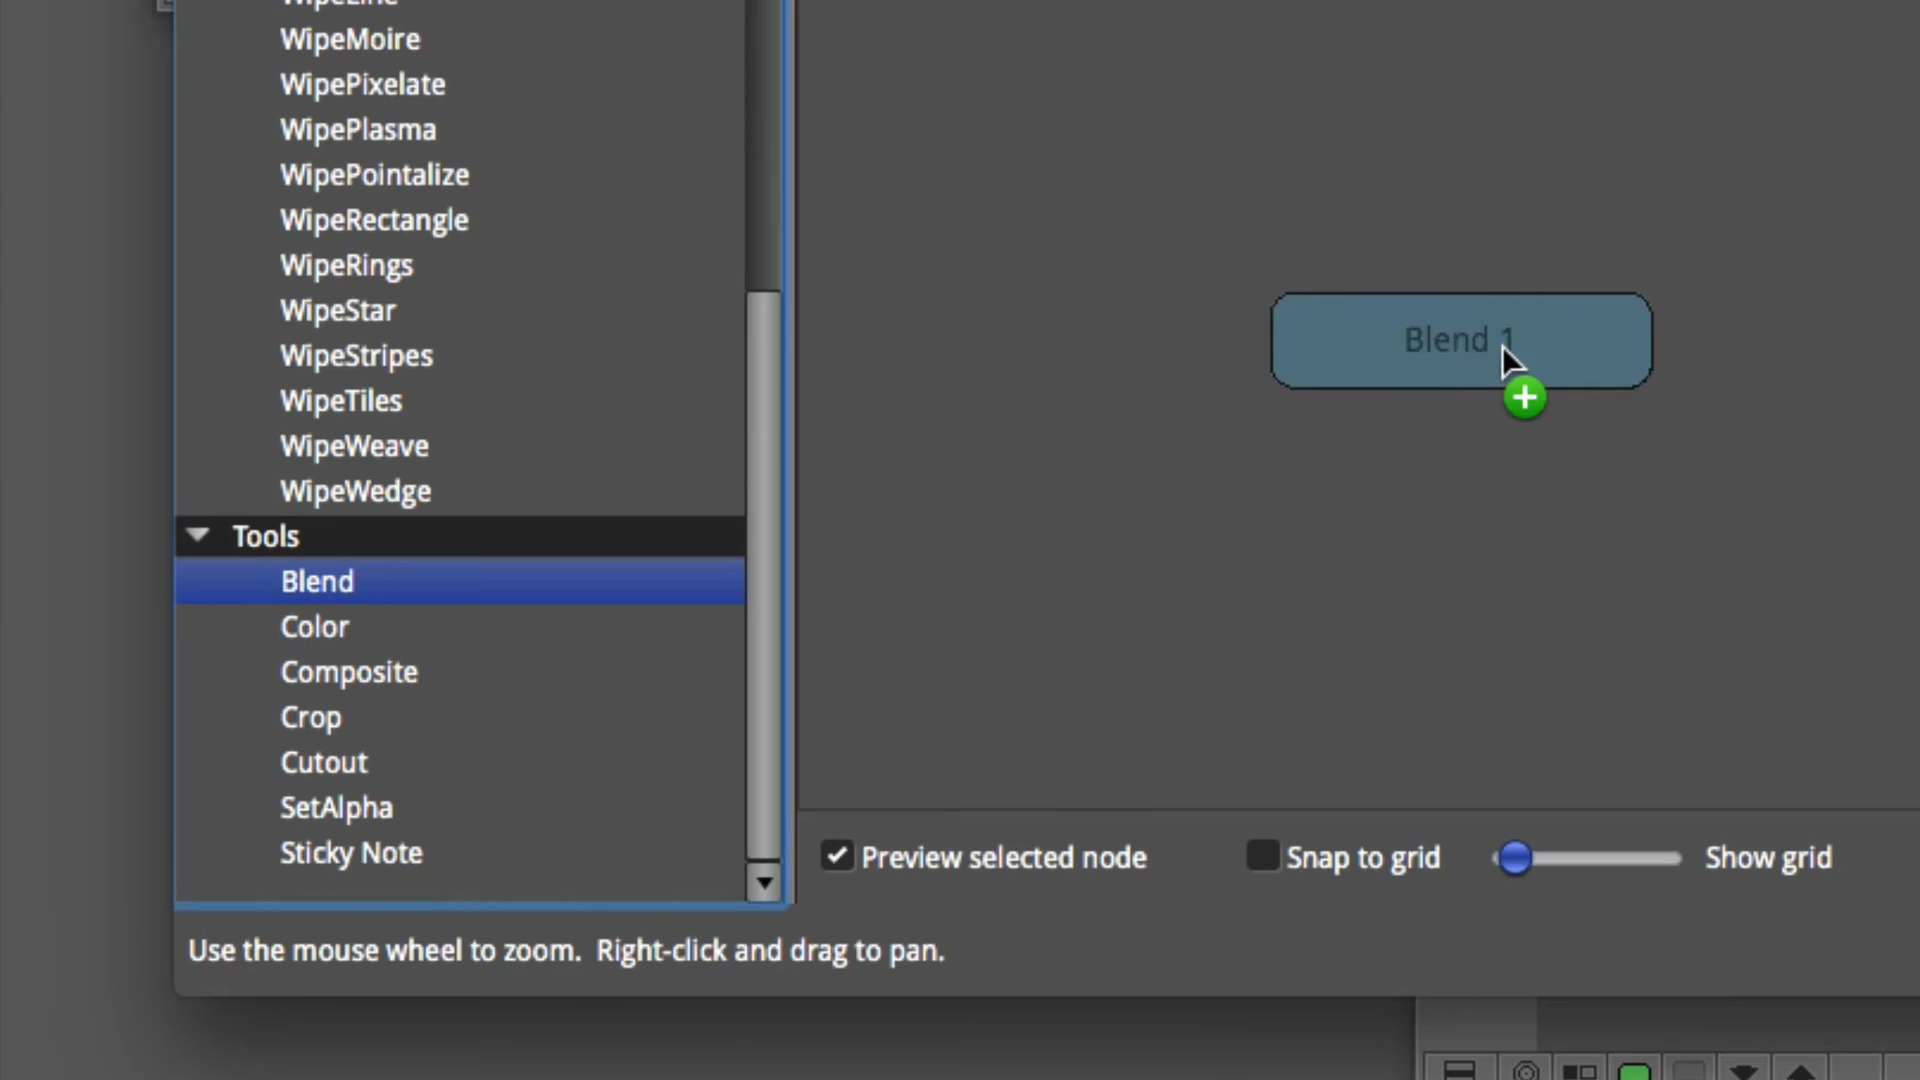 WipeLine
WipeMoire
WipePixelate
WipePlasma
WipePointalize
WipeRectangle
WipeRings
WipeStar
WipeStripes
WipeTiles
WipeWeave
WipeWedge
Tools
Blend
Color
Composite
Crop
Cutout
SetAlpha
Sticky Note
Blend 1
Preview selected node
Snap to grid
Show grid
Use the mouse wheel to zoom.  Right-click and drag to pan.